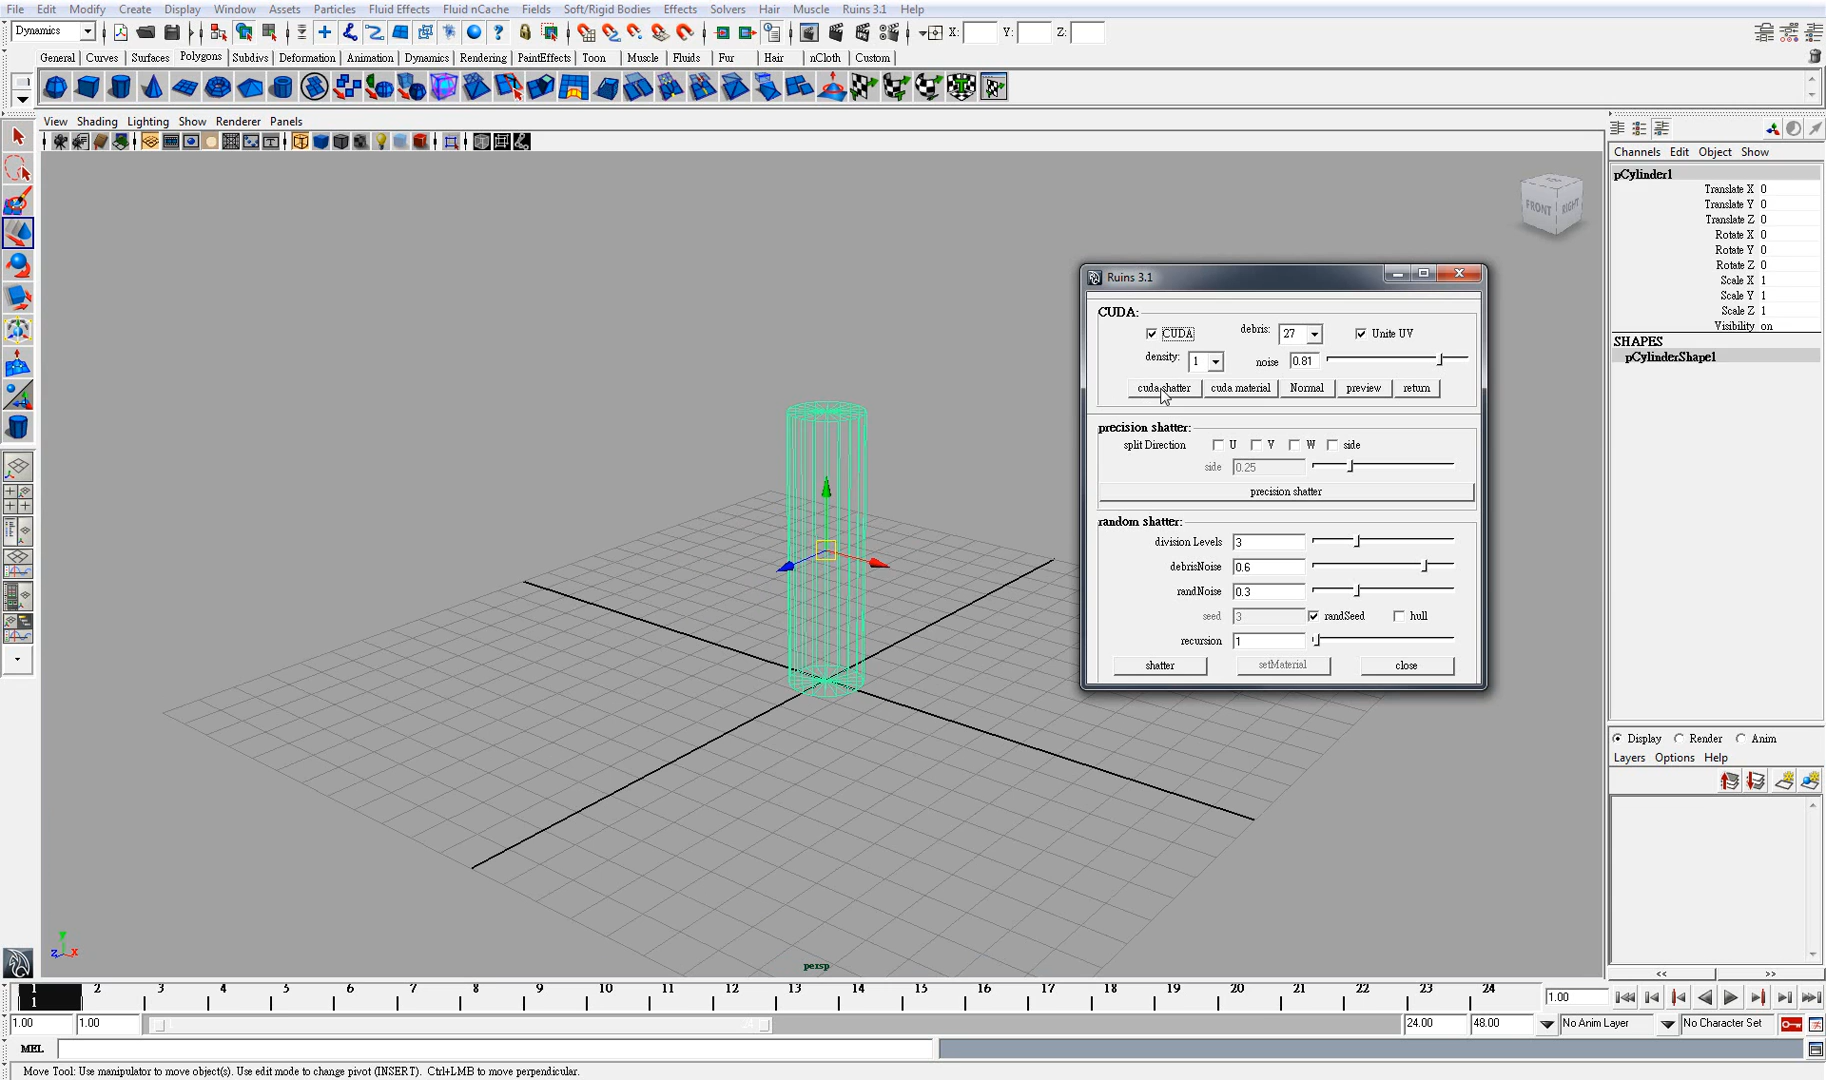 File Edit Modify Create Display Window Assets Particles Fluid Effects Fluid nCache Fields Soft/Rigid Bodies Effects Solvers Hair Muscle Ruins 3.1 Help
Dynamics X: Y: Z:
General Curves Surfaces Polygons Subdivs Deformation Animation Dynamics Rendering PaintEffects Toon Muscle Fluids Fur Hair nCloth Custom
View Shading Lighting Show Renderer Panels
Channels Edit Object Show
pCylinder1
Translate X 0
Translate Y 0
Translate Z 0
Rotate X 0
Rotate Y 0
Rotate Z 0
Scale X 1
Scale Y 1
Scale Z 1
Visibility on
SHAPES
pCylinderShape1
FRONT RIGHT
Ruins 3.1
CUDA:
CUDA debris: 27 Unite UV
density: 1 noise 0.81
cuda shatter cuda material Normal preview return
precision shatter:
split Direction U V W side
side 0.25
precision shatter
random shatter:
division Levels 3
debrisNoise 0.6
randNoise 0.3
seed 3 randSeed hull
recursion 1
shatter setMaterial close
Display Render Anim
Layers Options Help
<< >>
y z x
persp
1 2 3 4 5 6 7 8 9 10 11 12 13 14 15 16 17 18 19 20 21 22 23 24
1 1.00
1.00 1.00 24.00 48.00 No Anim Layer No Character Set
MEL
Move Tool: Use manipulator to move object(s). Use edit mode to change pivot (INSERT). Ctrl+LMB to move perpendicular.